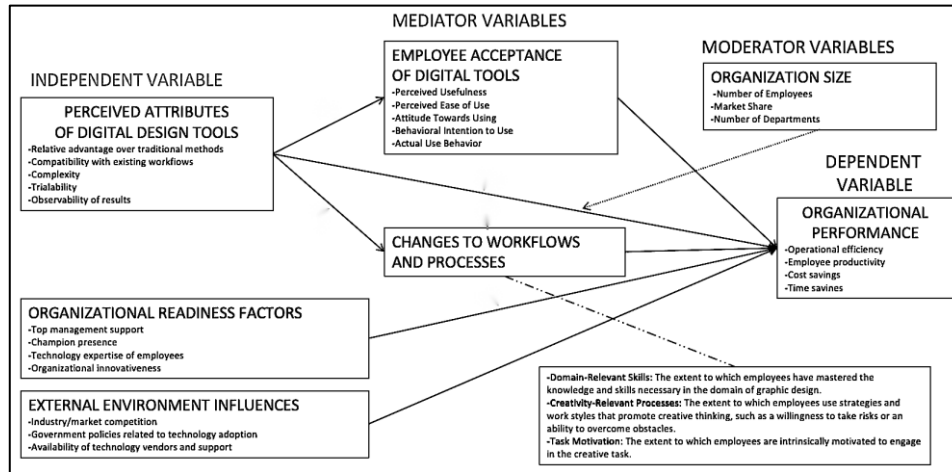 MEDIATOR VARIABLES
EMPLOYEE ACCEPTANCE
OF DIGITAL TOOLS
-Perceived Usefulness
-Perceived Ease of Use
-Attitude Towards Using
-Behavioral Intention to Use
-Actual Use Behavior
MODERATOR VARIABLES
ORGANIZATION SIZE
-Number of Employees
-Market Share
-Number of Departments
INDEPENDENT VARIABLE
PERCEIVED ATTRIBUTES
OF DIGITAL DESIGN TOOLS
-Relative advantage over traditional methods
-Compatibility with existing workflows
-Complexity
-Trialability
-Observability of results
DEPENDENT
VARIABLE
ORGANIZATIONAL
PERFORMANCE
-Operational efficiency
-Employee productivity
-Cost savings
-Time savines
CHANGES TO WORKFLOWS
AND PROCESSES
ORGANIZATIONAL READINESS FACTORS
-Top management support
-Champion presence
-Technology expertise of employees
-Organizational innovativeness
EXTERNAL ENVIRONMENT INFLUENCES
-Industry/market competition
-Government policies related to technology adoption
-Availability of technology vendors and support
-Domain-Relevant Skills: The extent to which employees have mastered the
knowledge and skills necessary in the domain of graphic design.
-Creativity-Relevant Processes: The extent to which employees use strategies and
work styles that promote creative thinking, such as a willingness to take risks or an
ability to overcome obstacles.
-Task Motivation: The extent to which employees are intrinsically motivated to engage
in the creative task.